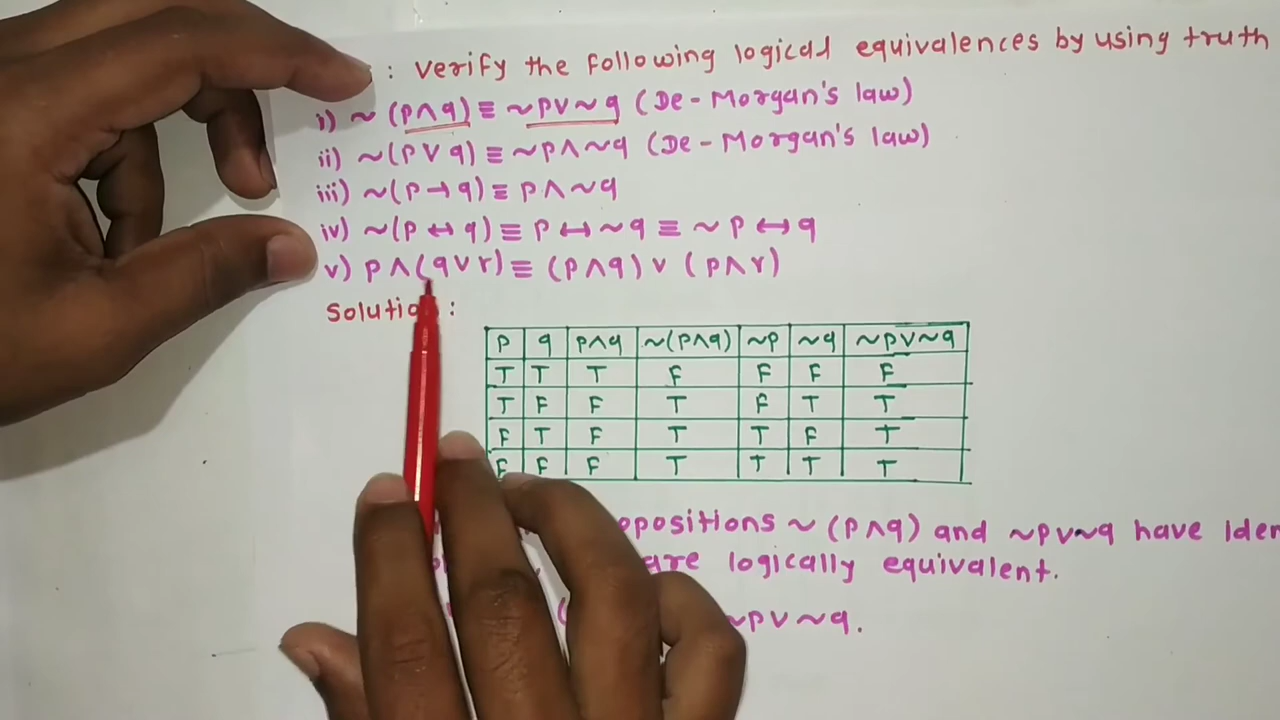 : Verify the following logical equivalences by using truth
i) ~ (p∧q) ≡ ~p∨~q (De-Morgan's law)
ii) ~(p∨q) ≡ ~p∧~q (De-Morgan's law)
iii) ~(p→q) ≡ p∧~q
iv) ~(p↔q) ≡ p↔~q ≡ ~p↔q
v) p∧(q∨r) ≡ (p∧q)∨(p∧r)
Solution:
p q p∧q ~(p∧q) ~p ~q ~p∨~q
T T T F F F F
T F F T F T T
F T F T T F T
F F F T T T T
opositions ~(p∧q) and ~p∨~q have iden
are logically equivalent.
~p∨~q.